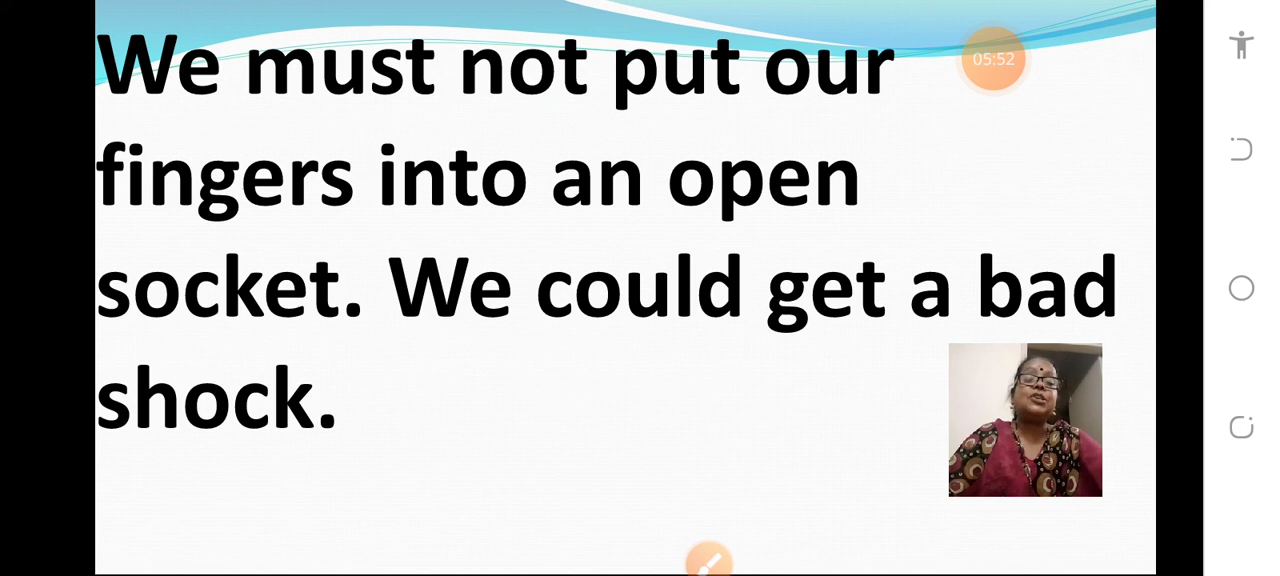 We must not put our
05:52
fingers into an open
socket. We could get a bad
shock.